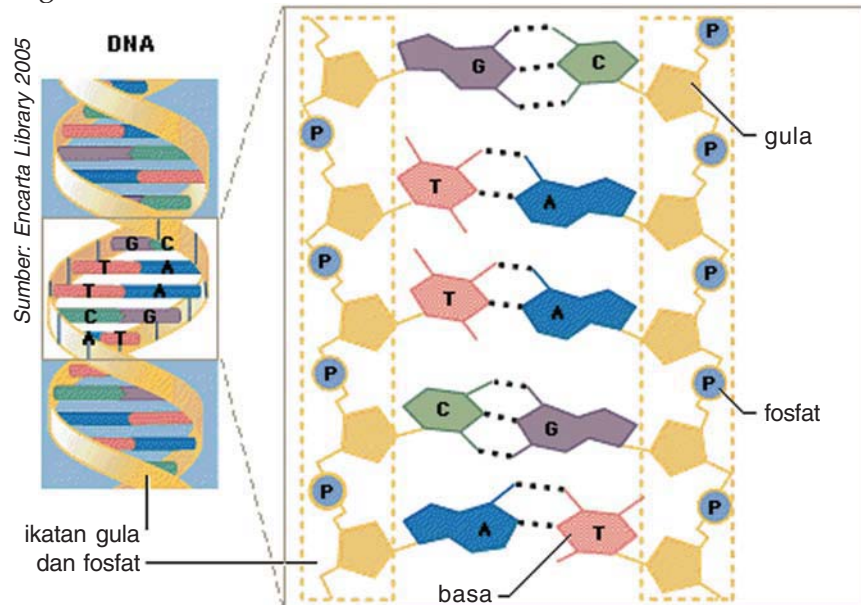 DNA
Sumber: Encarta Library 2005
G C
T A
T A
C G
A T
P
G C
gula
P P
T A
P P
T A
P P
C G
fosfat
P P
A T
ikatan gula
dan fosfat
basa